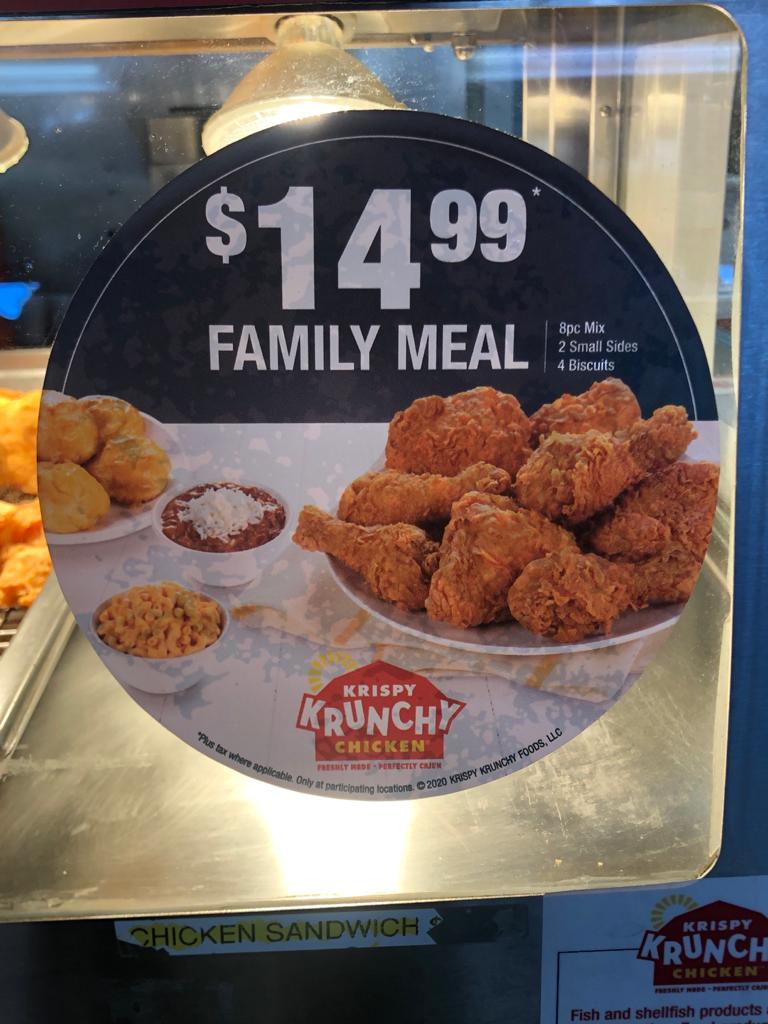 $14.99*
FAMILY MEAL
8pc Mix
2 Small Sides
4 Biscuits
KRISPY
KRUNCHY
CHICKEN
FRESHLY MADE • PERFECTLY CAJUN
*Plus tax where applicable. Only at participating locations. © 2020 KRISPY KRUNCHY FOODS, LLC
CHICKEN SANDWICH
KRISPY
KRUNCH
CHICKEN
FRESHLY MADE • PERFECTLY CAJU
Fish and shellfish products